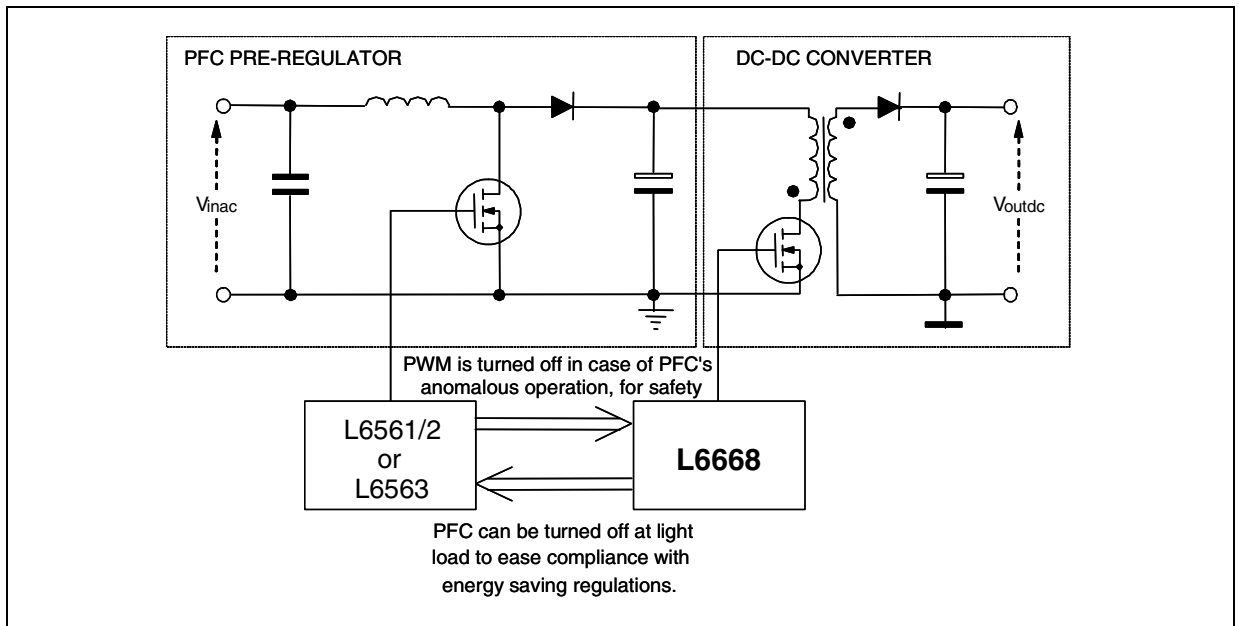 PFC PRE-REGULATOR
DC-DC CONVERTER
Vinac
Voutdc
PWM is turned off in case of PFC's
anomalous operation, for safety
L6561/2
or
L6563
L6668
PFC can be turned off at light
load to ease compliance with
energy saving regulations.